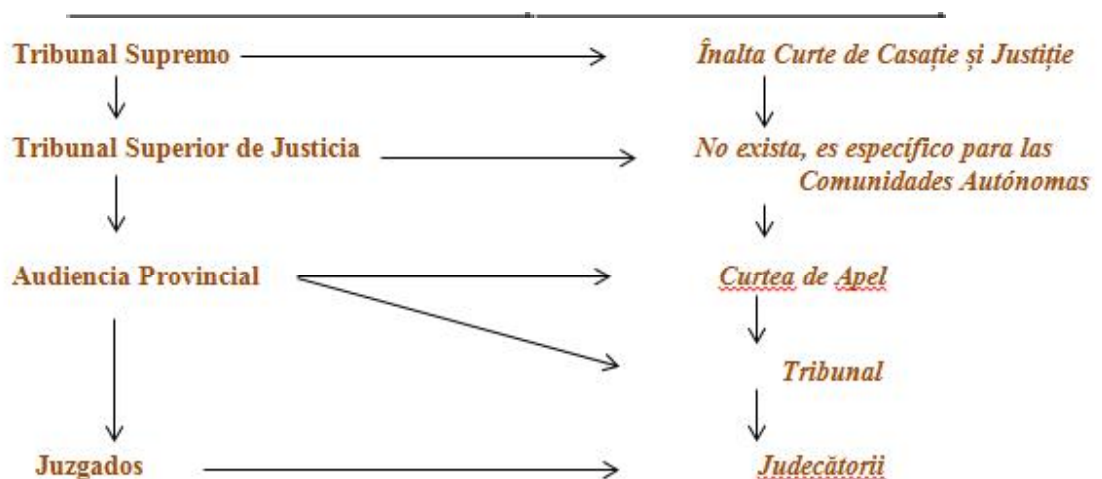 Tribunal Supremo
Înalta Curte de Casație și Justiție
Tribunal Superior de Justicia
No exista, es específico para las
Comunidades Autónomas
Audiencia Provincial
Curtea de Apel
Tribunal
Juzgados
Judecătorii